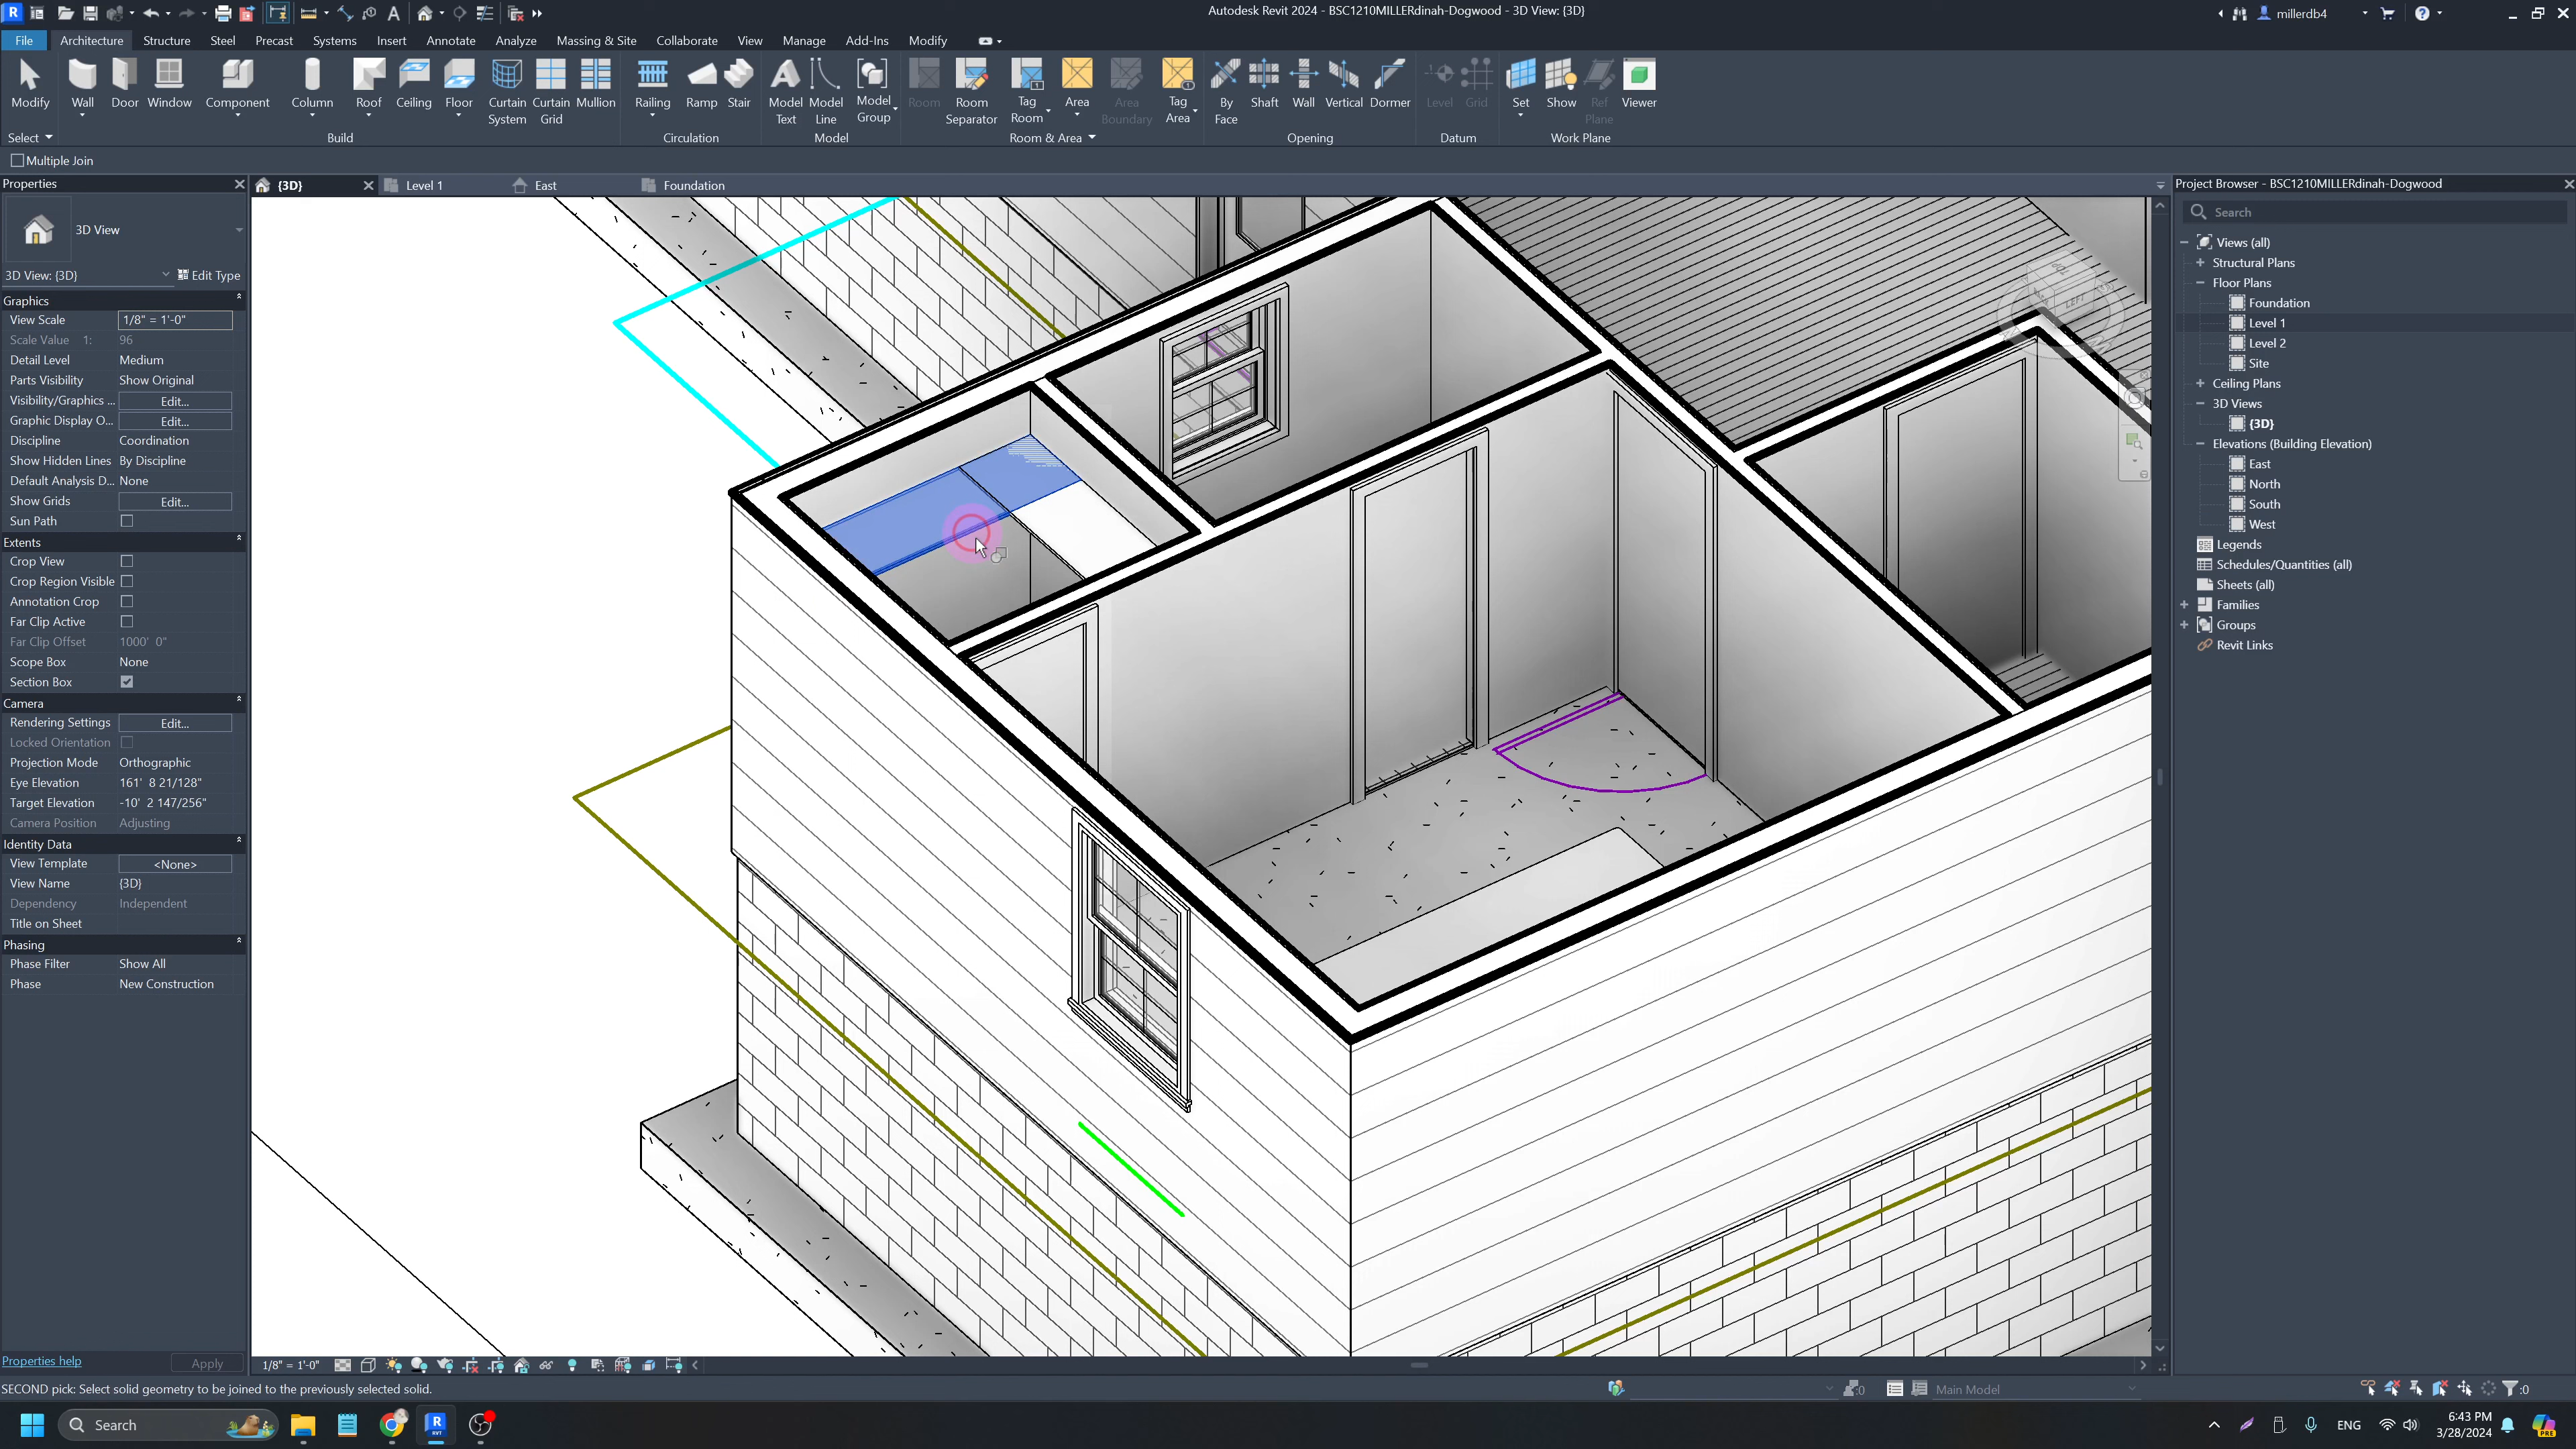 Autodesk Revit 2024 - BSC1210MILLERdinah-Dogwood - 3D View: {3D}
millerdb4
File Architecture Structure Steel Precast Systems Insert Annotate Analyze Massing & Site Collaborate View Manage Add-Ins Modify
Modify Wall Door Window Component Column Roof Ceiling Floor Curtain System Curtain Grid Mullion Railing Ramp Stair Model Text Model Line Model Group Room Room Separator Tag Room Area Area Boundary Tag Area By Face Shaft Wall Vertical Dormer Level Grid Set Show Ref Plane Viewer
Select Build Circulation Model Room & Area Opening Datum Work Plane
Multiple Join
Properties
{3D} Level 1 East Foundation
Project Browser - BSC1210MILLERdinah-Dogwood
3D View
3D View: {3D} Edit Type
Graphics
View Scale 1/8" = 1'-0"
Scale Value 1: 96
Detail Level Medium
Parts Visibility Show Original
Visibility/Graphics ... Edit...
Graphic Display O... Edit...
Discipline Coordination
Show Hidden Lines By Discipline
Default Analysis D... None
Show Grids Edit...
Sun Path
Extents
Crop View
Crop Region Visible
Annotation Crop
Far Clip Active
Far Clip Offset 1000' 0"
Scope Box None
Section Box
Camera
Rendering Settings Edit...
Locked Orientation
Projection Mode Orthographic
Eye Elevation 161' 8 21/128"
Target Elevation -10' 2 147/256"
Camera Position Adjusting
Identity Data
View Template <None>
View Name {3D}
Dependency Independent
Title on Sheet
Phasing
Phase Filter Show All
Phase New Construction
Properties help Apply
LEFT
Search
Views (all)
Structural Plans
Floor Plans
Foundation
Level 1
Level 2
Site
Ceiling Plans
3D Views
{3D}
Elevations (Building Elevation)
East
North
South
West
Legends
Schedules/Quantities (all)
Sheets (all)
Families
Groups
Revit Links
1/8" = 1'-0"
SECOND pick: Select solid geometry to be joined to the previously selected solid.
:0 Main Model :0
Search
ENG
6:43 PM
3/28/2024
PRE